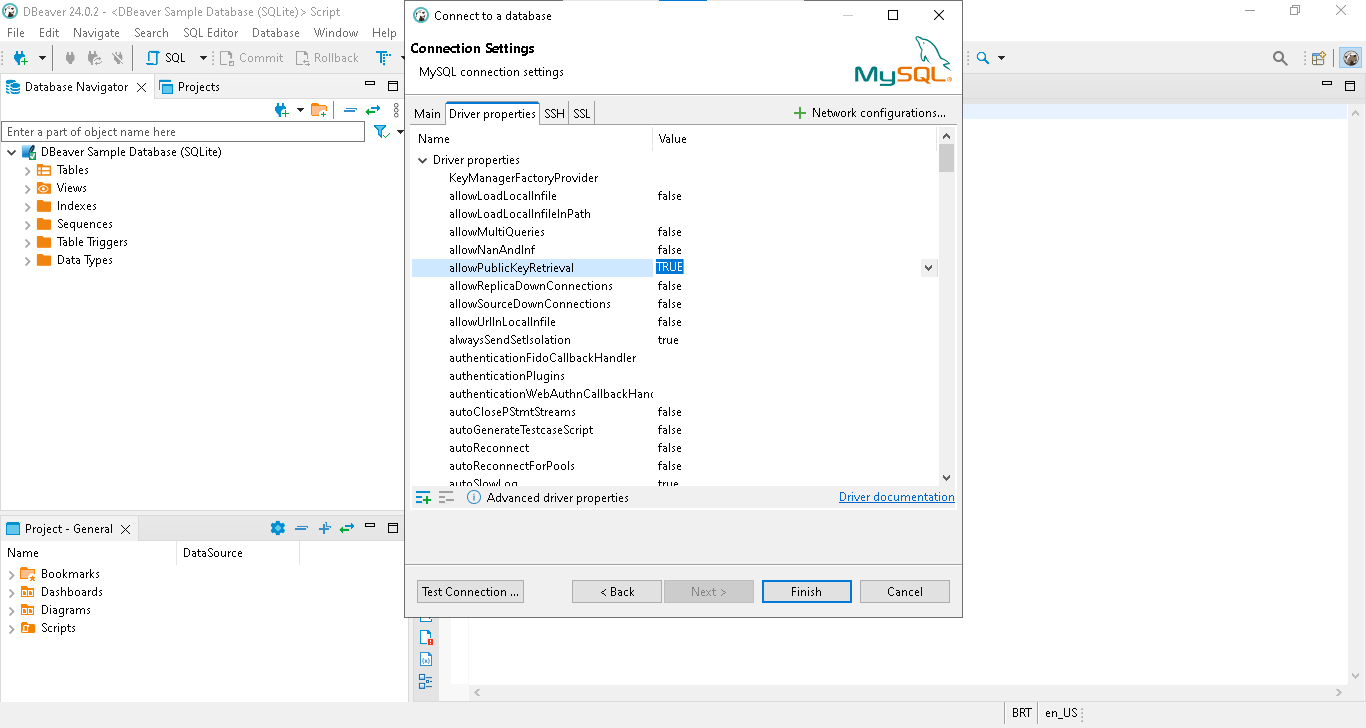 DBeaver 24.0.2 - <DBeaver Sample Database (SQLite)> Script
File Edit Navigate Search SQL Editor Database Window Help
SQL Commit Rollback T
Database Navigator Projects
Enter a part of object name here
DBeaver Sample Database (SQLite)
Tables
Views
Indexes
Sequences
Table Triggers
Data Types
Project - General
Name DataSource
Bookmarks
Dashboards
Diagrams
Scripts
Connect to a database
Connection Settings
MySQL connection settings
MySQL®
Main Driver properties SSH SSL Network configurations...
Name Value
Driver properties
KeyManagerFactoryProvider
allowLoadLocalInfile false
allowLoadLocalInfileInPath
allowMultiQueries false
allowNanAndInf false
allowPublicKeyRetrieval TRUE
allowReplicaDownConnections false
allowSourceDownConnections false
allowUrlInLocalInfile false
alwaysSendSetIsolation true
authenticationFidoCallbackHandler
authenticationPlugins
authenticationWebAuthnCallbackHand
autoClosePStmtStreams false
autoGenerateTestcaseScript false
autoReconnect false
autoReconnectForPools false
autoSlowLog true
Advanced driver properties Driver documentation
Test Connection ... < Back Next > Finish Cancel
BRT en_US